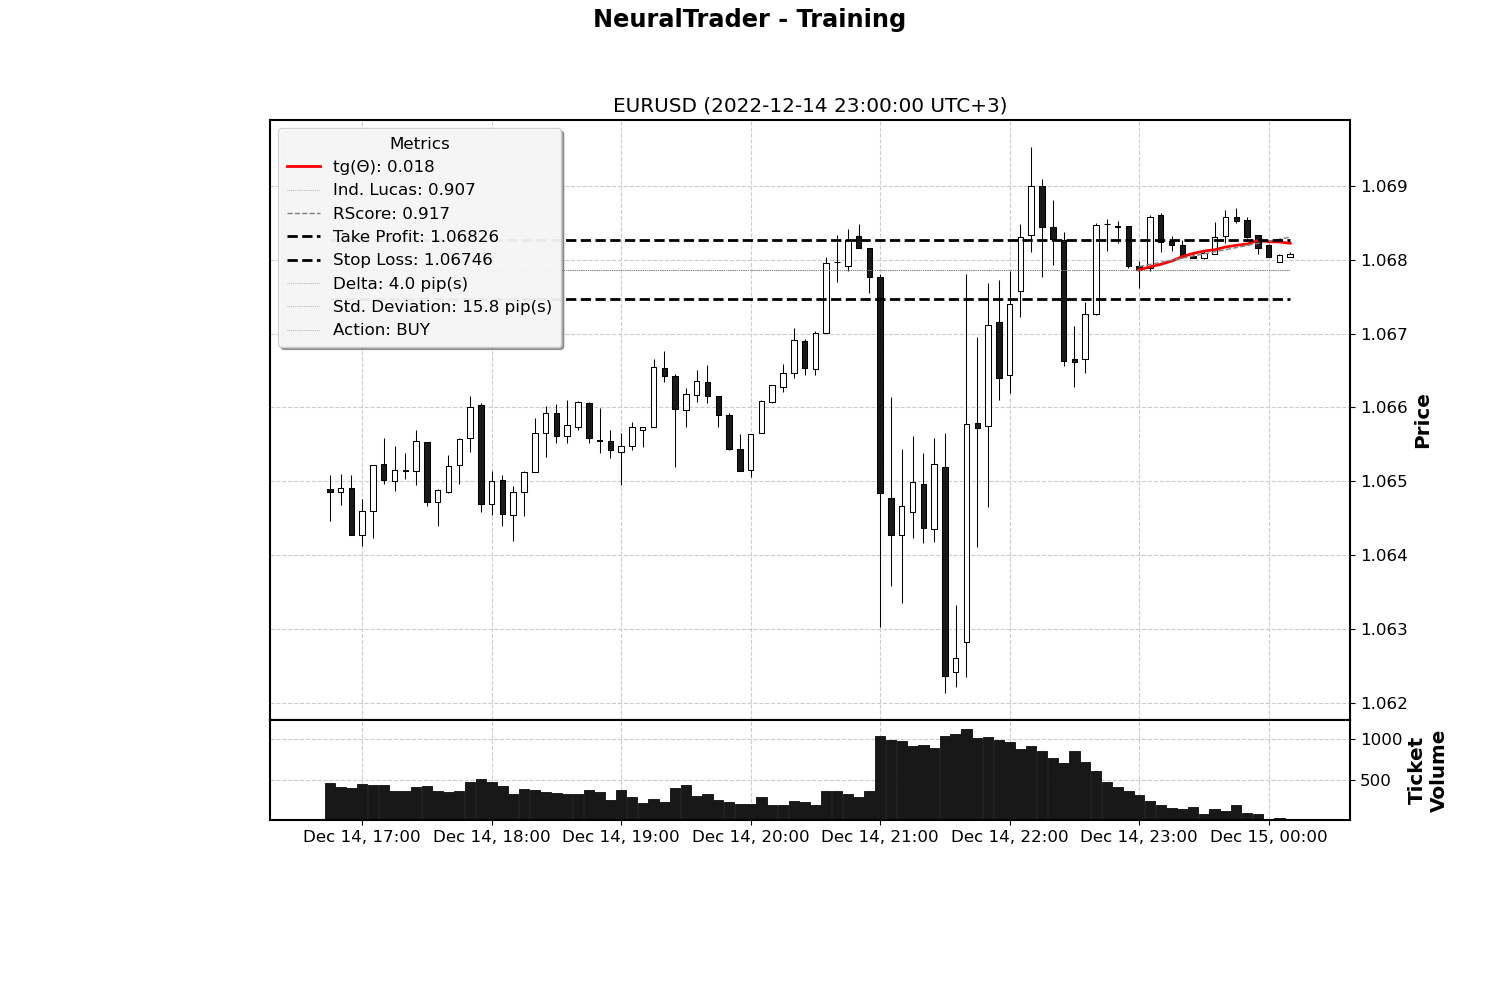 NeuralTrader - Training
EURUSD (2022-12-14 23:00:00 UTC+3)
Metrics
tg(Θ): 0.018
Ind. Lucas: 0.907
RScore: 0.917
Take Profit: 1.06826
Stop Loss: 1.06746
Delta: 4.0 pip(s)
Std. Deviation: 15.8 pip(s)
Action: BUY
1.069
1.068
1.067
1.066
1.065
1.064
1.063
1.062
Price
1000
500
Ticket
Volume
Dec 14, 17:00 Dec 14, 18:00 Dec 14, 19:00 Dec 14, 20:00 Dec 14, 21:00 Dec 14, 22:00 Dec 14, 23:00 Dec 15, 00:00